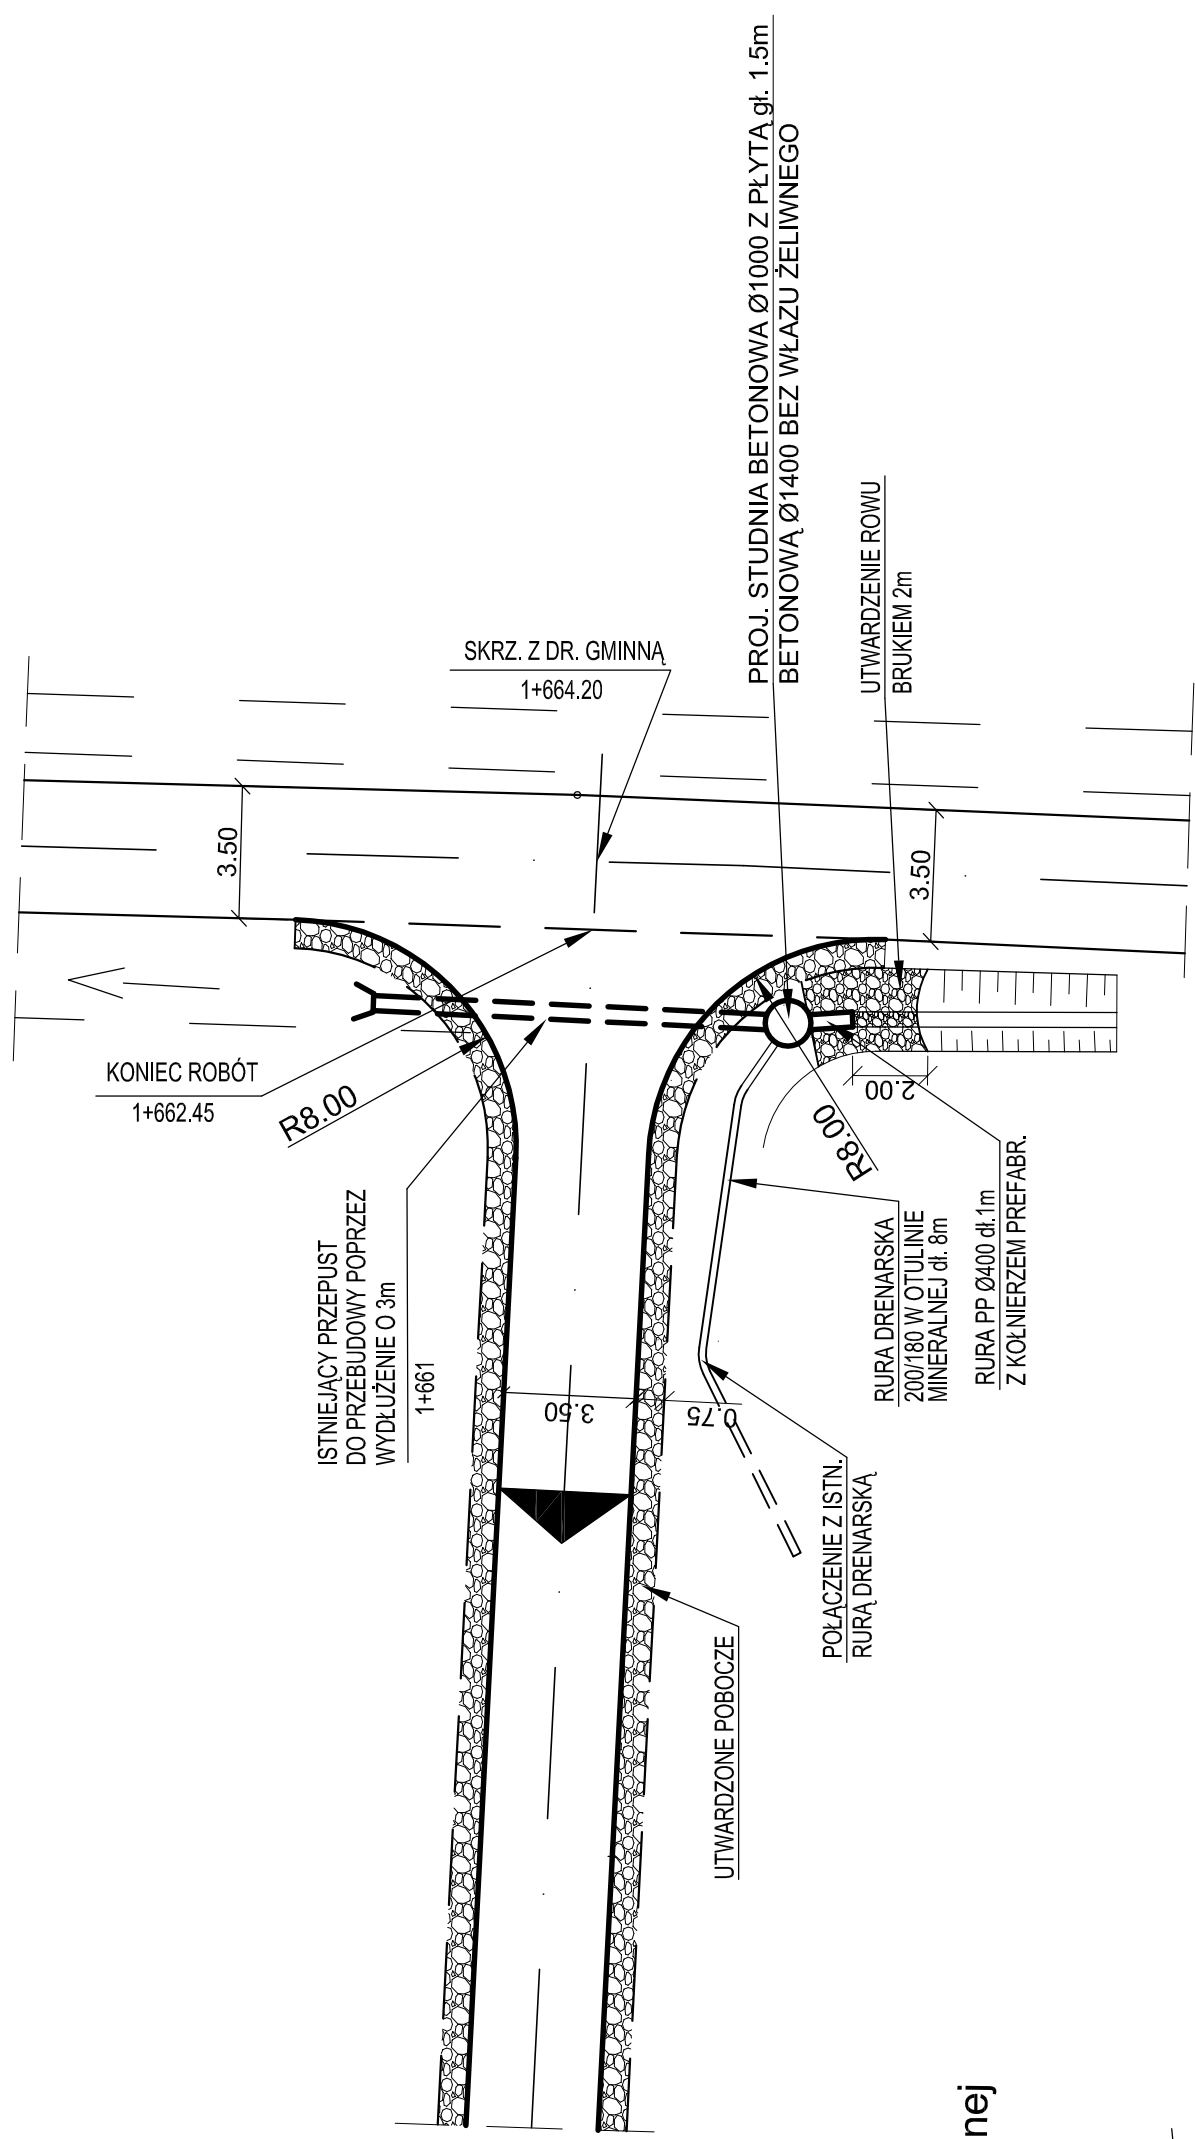 PROJ. STUDNIA BETONOWA Ø1000 Z PŁYTĄ gł. 1.5m
BETONOWĄ Ø1400 BEZ WŁAZU ŻELIWNEGO
UTWARDZENIE ROWU
BRUKIEM 2m
SKRZ. Z DR. GMINNĄ
1+664.20
3.50
3.50
KONIEC ROBÓT
1+662.45
R8.00
R8.00
2.00
ISTNIEJĄCY PRZEPUST
DO PRZEBUDOWY POPRZEZ
WYDŁUŻENIE O 3m
1+661
RURA DRENARSKA
200/180 W OTULINIE
MINERALNEJ dł. 8m
RURA PP Ø400 dł.1m
Z KOŁNIERZEM PREFABR.
3.50
0.75
POŁĄCZENIE Z ISTN.
RURĄ DRENARSKĄ
UTWARDZONE POBOCZE
nej